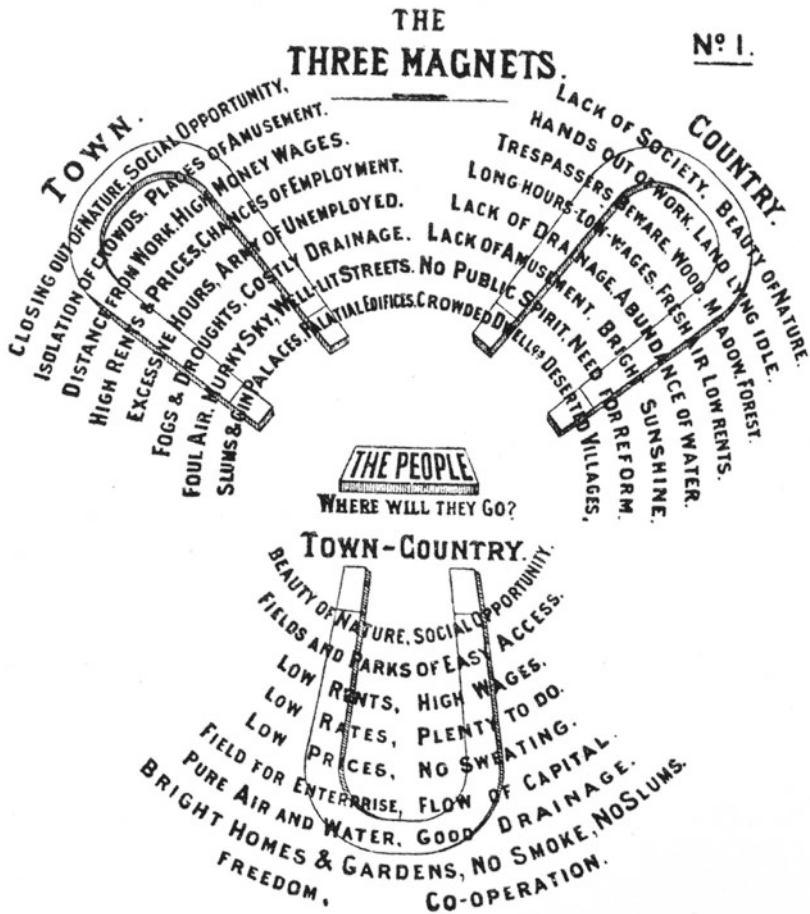 THE
THREE MAGNETS.
Nº 1.
TOWN.
CLOSING OUT OF NATURE. SOCIAL OPPORTUNITY.
ISOLATION OF CROWDS. PLACES OF AMUSEMENT.
DISTANCE FROM WORK. HIGH MONEY WAGES.
HIGH RENTS & PRICES. CHANCES OF EMPLOYMENT.
EXCESSIVE HOURS, ARMY OF UNEMPLOYED.
FOGS & DROUGHTS. COSTLY DRAINAGE.
FOUL AIR. MURKY SKY. WELL-LIT STREETS.
SLUMS & GIN PALACES. PALATIAL EDIFICES.
COUNTRY.
LACK OF SOCIETY. BEAUTY OF NATURE.
HANDS OUT OF WORK. LAND LYING IDLE.
TRESPASSERS BEWARE. WOOD, MEADOW, FOREST.
LONG HOURS-LOW-WAGES. FRESH AIR LOW RENTS.
LACK OF DRAINAGE. ABUNDANCE OF WATER.
LACK OF AMUSEMENT. BRIGHT SUNSHINE.
NO PUBLIC SPIRIT. NEED FOR REFORM.
CROWDED DWELLGS DESERTED VILLAGES,
THE PEOPLE
WHERE WILL THEY GO?
TOWN-COUNTRY.
BEAUTY OF NATURE, SOCIAL OPPORTUNITY.
FIELDS AND PARKS OF EASY ACCESS.
LOW RENTS, HIGH WAGES.
LOW RATES, PLENTY TO DO.
LOW PRICES, NO SWEATING.
FIELD FOR ENTERPRISE, FLOW OF CAPITAL.
PURE AIR AND WATER, GOOD DRAINAGE.
BRIGHT HOMES & GARDENS, NO SMOKE, NO SLUMS.
FREEDOM, CO-OPERATION.